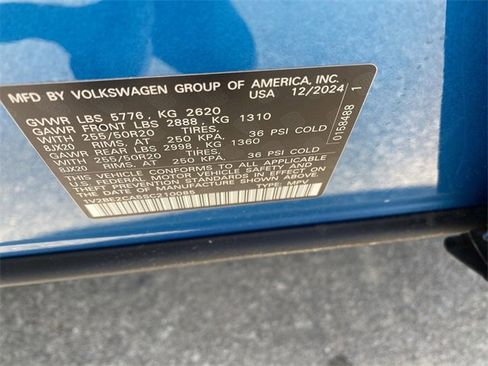 MFD BY VOLKSWAGEN GROUP OF AMERICA, INC.
USA 12/2024
GVWR LBS 5776, KG 2620
GAWR FRONT LBS 2888, KG 1310
WITH 255/50R20 TIRES,
8JX20 RIMS, AT 250 KPA, 36 PSI COLD
GAWR REAR LBS 2998, KG 1360
WITH 255/50R20 TIRES,
8JX20 RIMS, AT 250 KPA, 36 PSI COLD
THIS VEHICLE CONFORMS TO ALL APPLICABLE
FEDERAL MOTOR VEHICLE SAFETY AND
THEFT PREVENTION STANDARDS IN
EFFECT ON THE DATE OF
MANUFACTURE SHOWN ABOVE.
TYPE: MPV
0158488 1